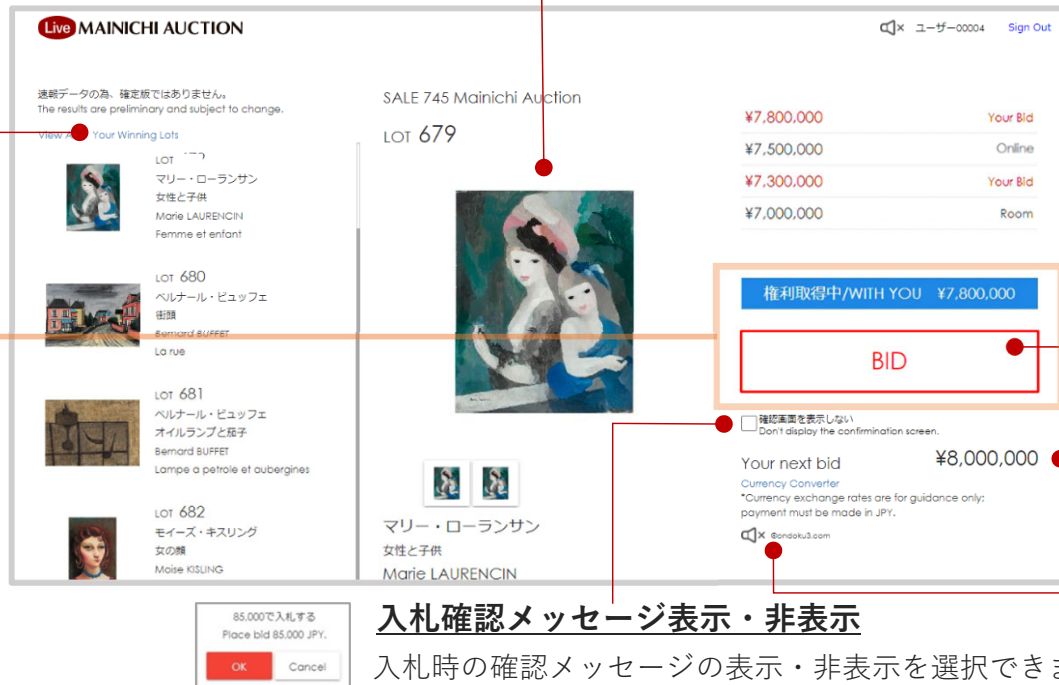 Live MAINICHI AUCTION
ユーザー00004 Sign Out
速報データの為、確定版ではありません。
The results are preliminary and subject to change.
View Your Winning Lots
LOT
マリー・ローランサン
女性と子供
Marie LAURENCIN
Femme et enfant
LOT 680
ベルナール・ビュッフェ
街頭
Bernard BUFFET
La rue
LOT 681
ベルナール・ビュッフェ
オイルランプと茄子
Bernard BUFFET
Lampe a petrole et aubergines
LOT 682
モイーズ・キスリング
女の顔
Moise KISLING
SALE 745 Mainichi Auction
LOT 679
マリー・ローランサン
女性と子供
Marie LAURENCIN
¥7,800,000 Your Bid
¥7,500,000 Online
¥7,300,000 Your Bid
¥7,000,000 Room
権利取得中/WITH YOU ¥7,800,000
BID
確認画面を表示しない
Don't display the confirmination screen.
Your next bid ¥8,000,000
Currency Converter
*Currency exchange rates are for guidance only;
payment must be made in JPY.
©ondoku3.com
85,000で入札する
Place bid 85,000 JPY.
OK Cancel
入札確認メッセージ表示・非表示
入札時の確認メッセージの表示・非表示を選択でき